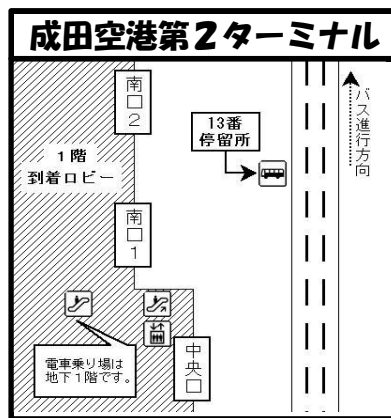 成田空港第2ターミナル
南口2
13番
停留所
バス進行方向
1階
到着ロビー
南口1
中央口
電車乗り場は
地下1階です。